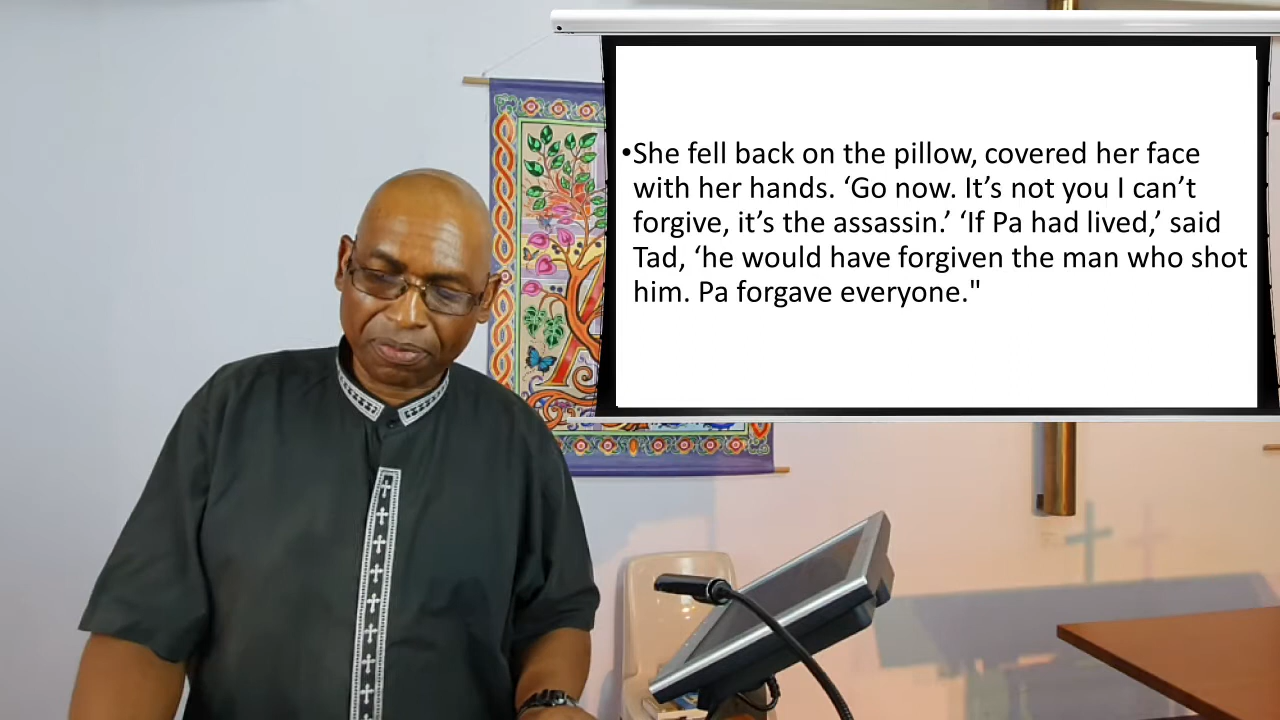 •She fell back on the pillow, covered her face
with her hands. ‘Go now. It’s not you I can’t
forgive, it’s the assassin.’ ‘If Pa had lived,’ said
Tad, ‘he would have forgiven the man who shot
him. Pa forgave everyone."